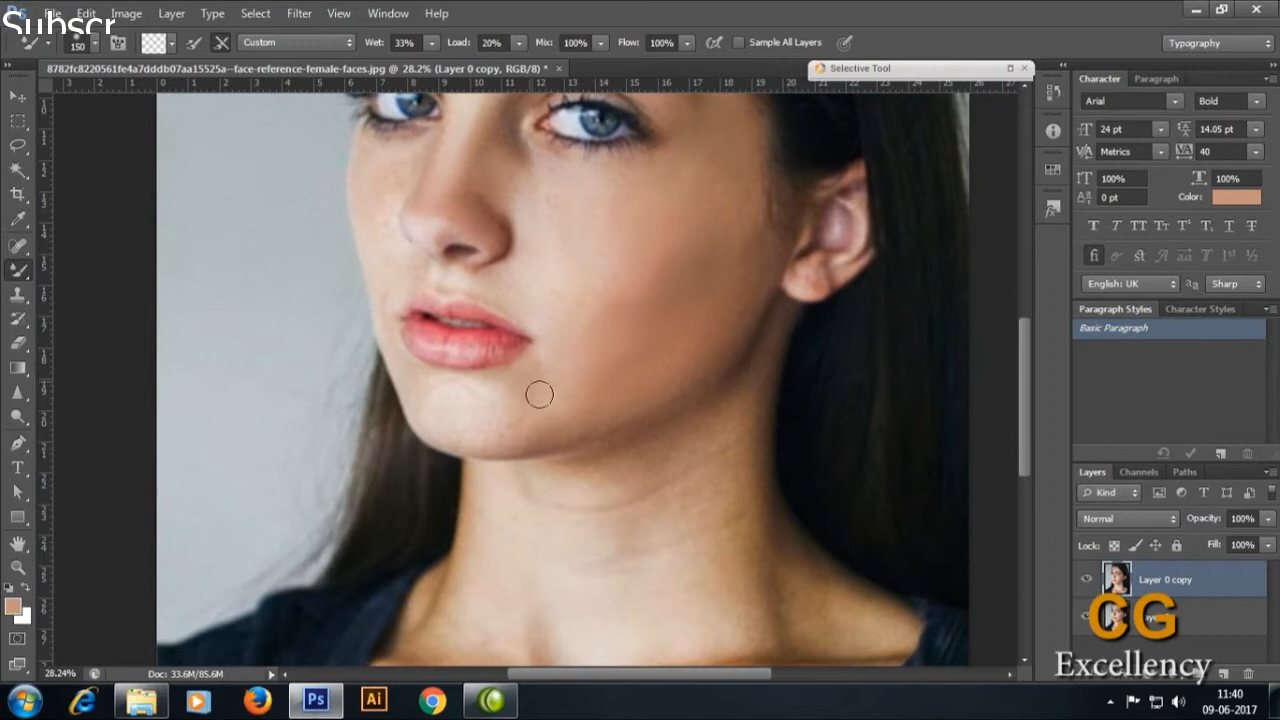 Ps File Edit Image Layer Type Select Filter View Window Help
Subscr
150 Custom Wet: 33% Load: 20% Mix: 100% Flow: 100% Sample All Layers Typography
8782fc8220561fe4a7dddb07aa15525a--face-reference-female-faces.jpg @ 28.2% (Layer 0 copy, RGB/8) *
Selective Tool
Character Paragraph
Arial Bold
24 pt 14.05 pt
Metrics 40
100% 100%
0 pt Color:
English: UK Sharp
Paragraph Styles Character Styles
Basic Paragraph
Layers Channels Paths
Kind
Normal Opacity: 100%
Lock: Fill: 100%
Layer 0 copy
CG
Excellency
28.24% Doc: 33.6M/85.6M
Ps Ai
11:40
09-06-2017